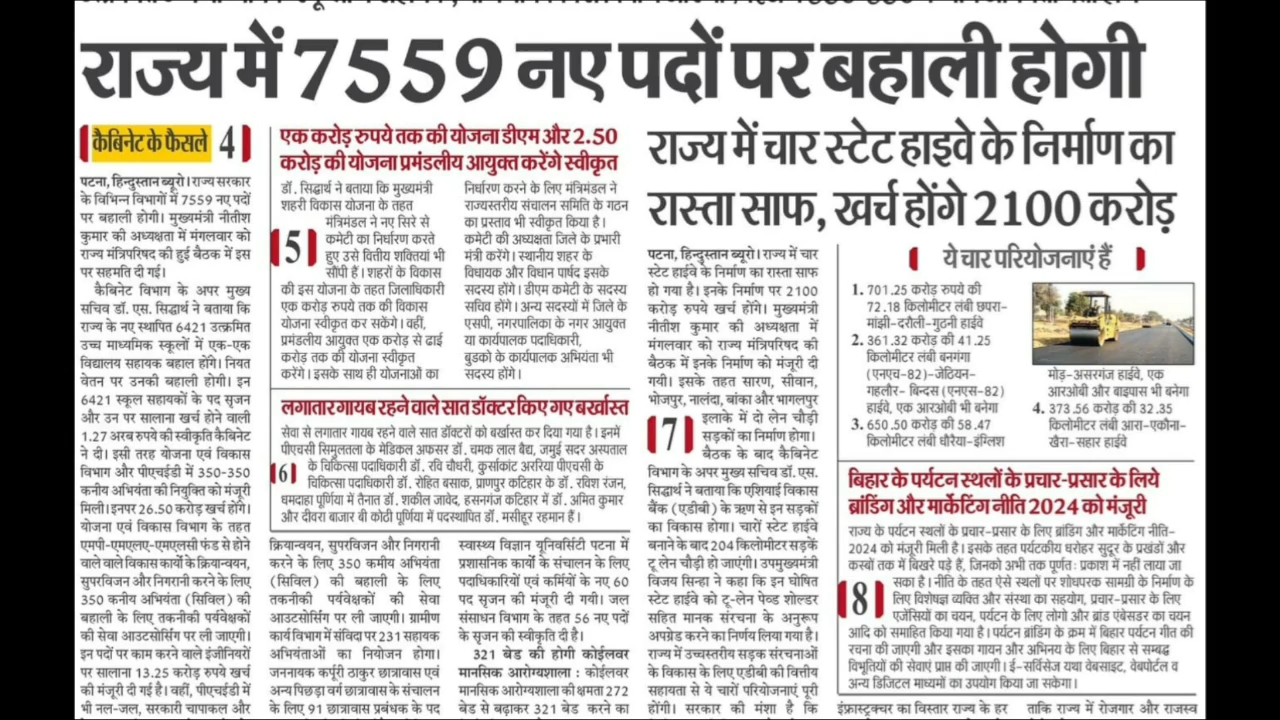 राज्य में 7559 नए पदों पर बहाली होगी
कैबिनेट के फैसले
4
पटना, हिन्दुस्तान ब्यूरो। राज्य सरकार
के विभिन्न विभागों में 7559 नए पदों
पर बहाली होगी। मुख्यमंत्री नीतीश
कुमार की अध्यक्षता में मंगलवार को
राज्य मंत्रिपरिषद की हुई बैठक में इस
पर सहमति दी गई।
कैबिनेट विभाग के अपर मुख्य
सचिव डॉ. एस. सिद्धार्थ ने बताया कि
राज्य के नए स्थापित 6421 उत्क्रमित
उच्च माध्यमिक स्कूलों में एक-एक
विद्यालय सहायक बहाल होंगे। नियत
वेतन पर उनकी बहाली होगी। इन
6421 स्कूल सहायकों के पद सृजन
और उन पर सालाना खर्च होने वाली
1.27 अरब रुपये की स्वीकृति कैबिनेट
ने दी। इसी तरह योजना एवं विकास
विभाग और पीएचईडी में 350-350
कनीय अभियंता की नियुक्ति को मंजूरी
मिली। इनपर 26.50 करोड़ खर्च होंगे।
योजना एवं विकास विभाग के तहत
एमपी-एमएलए-एमएलसी फंड से होने
वाले वाले विकास कार्यों के क्रियान्वयन,
सुपरविजन और निगरानी करने के लिए
350 कनीय अभियंता (सिविल) की
बहाली के लिए तकनीकी पर्यवेक्षकों
की सेवा आउटसोर्सिंग पर ली जाएगी।
इन पदों पर काम करने वाले इंजीनियरों
पर सालाना 13.25 करोड़ रुपये खर्च
की मंजूरी दी गई है। वहीं, पीएचईडी में
भी नल-जल, सरकारी चापाकल और
एक करोड़ रुपये तक की योजना डीएम और 2.50
करोड़ की योजना प्रमंडलीय आयुक्त करेंगे स्वीकृत
5
डॉ. सिद्धार्थ ने बताया कि मुख्यमंत्री
शहरी विकास योजना के तहत
मंत्रिमंडल ने नए सिरे से
कमेटी का निर्धारण करते
हुए उसे वित्तीय शक्तियां भी
सौंपी हैं। शहरों के विकास
की इस योजना के तहत जिलाधिकारी
एक करोड़ रुपये तक की विकास
योजना स्वीकृत कर सकेंगे। वहीं,
प्रमंडलीय आयुक्त एक करोड़ से ढाई
करोड़ तक की योजना स्वीकृत
करेंगे। इसके साथ ही योजनाओं का
निर्धारण करने के लिए मंत्रिमंडल ने
राज्यस्तरीय संचालन समिति के गठन
का प्रस्ताव भी स्वीकृत किया है।
कमेटी की अध्यक्षता जिले के प्रभारी
मंत्री करेंगे। स्थानीय शहर के
विधायक और विधान पार्षद इसके
सदस्य होंगे। डीएम कमेटी के सदस्य
सचिव होंगे। अन्य सदस्यों में जिले के
एसपी, नगरपालिका के नगर आयुक्त
या कार्यपालक पदाधिकारी,
बुडको के कार्यपालक अभियंता भी
सदस्य होंगे।
लगातार गायब रहने वाले सात डॉक्टर किए गए बर्खास्त
6
सेवा से लगातार गायब रहने वाले सात डॉक्टरों को बर्खास्त कर दिया गया है। इनमें
पीएचसी सिमुलतला के मेडिकल अफसर डॉ. चमक लाल बैद्य, जमुई सदर अस्पताल
के चिकित्सा पदाधिकारी डॉ. रवि चौधरी, कुर्साकांट अररिया पीएचसी के
चिकित्सा पदाधिकारी डॉ. रोहित बसाक, प्राणपुर कटिहार के डॉ. रविश रंजन,
धमदाहा पूर्णिया में तैनात डॉ. शकील जावेद, हसनगंज कटिहार में डॉ. अमित कुमार
और दीवरा बाजार बी कोठी पूर्णिया में पदस्थापित डॉ. मसीहूर रहमान हैं।
क्रियान्वयन, सुपरविजन और निगरानी
करने के लिए 350 कमीय अभियंता
(सिविल) की बहाली के लिए
तकनीकी पर्यवेक्षकों की सेवा
आउटसोर्सिंग पर ली जाएगी। ग्रामीण
कार्य विभाग में संविदा पर 231 सहायक
अभियंताओं का नियोजन होगा।
जननायक कर्पूरी ठाकुर छात्रावास एवं
अन्य पिछड़ा वर्ग छात्रावास के संचालन
के लिए 91 छात्रावास प्रबंधक के पद
स्वास्थ्य विज्ञान यूनिवर्सिटी पटना में
प्रशासनिक कार्यों के संचालन के लिए
पदाधिकारियों एवं कर्मियों के नए 60
पद सृजन की मंजूरी दी गयी। जल
संसाधन विभाग के तहत 56 नए पदों
के सृजन की स्वीकृति दी है।
321 बेड की होगी कोईलवर
मानसिक आरोग्यशाला : कोईलवर
मानसिक आरोग्यशाला की क्षमता 272
बेड से बढ़ाकर 321 बेड करने का
राज्य में चार स्टेट हाइवे के निर्माण का
रास्ता साफ, खर्च होंगे 2100 करोड़
7
पटना, हिन्दुस्तान ब्यूरो। राज्य में चार
स्टेट हाईवे के निर्माण का रास्ता साफ
हो गया है। इनके निर्माण पर 2100
करोड़ रुपये खर्च होंगे। मुख्यमंत्री
नीतीश कुमार की अध्यक्षता में
मंगलवार को राज्य मंत्रिपरिषद की
बैठक में इनके निर्माण को मंजूरी दी
गयी। इसके तहत सारण, सीवान,
भोजपुर, नालंदा, बांका और भागलपुर
इलाके में दो लेन चौड़ी
सड़कों का निर्माण होगा।
बैठक के बाद कैबिनेट
विभाग के अपर मुख्य सचिव डॉ. एस.
सिद्धार्थ ने बताया कि एशियाई विकास
बैंक (एडीबी) के ऋण से इन सड़कों
का विकास होगा। चारों स्टेट हाईवे
बनाने के बाद 204 किलोमीटर सड़कें
टू लेन चौड़ी हो जाएंगी। उपमुख्यमंत्री
विजय सिन्हा ने कहा कि इन घोषित
स्टेट हाईवे को टू-लेन पेव्ड शोल्डर
सहित मानक संरचना के अनुरूप
अपग्रेड करने का निर्णय लिया गया है।
राज्य में उच्चस्तरीय सड़क संरचनाओं
के विकास के लिए एडीबी की वित्तीय
सहायता से ये चारों परियोजनाएं पूरी
होंगी। सरकार की मंशा है कि
ये चार परियोजनाएं हैं
1. 701.25 करोड़ रुपये की
72.18 किलोमीटर लंबी छपरा-
मांझी-दरौली-गुठनी हाईवे
2. 361.32 करोड़ की 41.25
किलोमीटर लंबी बनगंगा
(एनएच-82)-जेठियन-
गहलौर- बिन्दस (एनएस-82)
हाईवे, एक आरओबी भी बनेगा
3. 650.50 करोड़ की 58.47
किलोमीटर लंबी धौरैया-इंग्लिश
मोड़-असरगंज हाईवे, एक
आरओबी और बाइपास भी बनेगा
4. 373.56 करोड़ की 32.35
किलोमीटर लंबी आरा-एकौना-
खैरा-सहार हाईवे
बिहार के पर्यटन स्थलों के प्रचार-प्रसार के लिये
ब्रांडिंग और मार्केटिंग नीति 2024 को मंजूरी
8
राज्य के पर्यटन स्थलों के प्रचार-प्रसार के लिए ब्रांडिंग और मार्केटिंग नीति-
2024 को मंजूरी मिली है। इसके तहत पर्यटकीय धरोहर सुदूर के प्रखंडों और
कस्बों तक में बिखरे पड़े हैं, जिनको अभी तक पूर्णतः प्रकाश में नहीं लाया जा
सका है। नीति के तहत ऐसे स्थलों पर शोधपरक सामग्री के निर्माण के
लिए विशेषज्ञ व्यक्ति और संस्था का सहयोग, प्रचार-प्रसार के लिए
एजेंसियों का चयन, पर्यटन के लिए लोगो और ब्रांड एंबेसडर का चयन
आदि को समाहित किया गया है। पर्यटन ब्रांडिंग के क्रम में बिहार पर्यटन गीत की
रचना की जाएगी और इसका गायन और अभिनय के लिए बिहार से सम्बद्ध
विभूतियों की सेवाएं प्राप्त की जाएगी। ई-सर्विसेज यथा वेबसाइट, वेबपोर्टल व
अन्य डिजिटल माध्यमों का उपयोग किया जा सकेगा।
इंफ्रास्ट्रक्चर का विस्तार राज्य के हर
ताकि राज्य में रोजगार और राजस्व